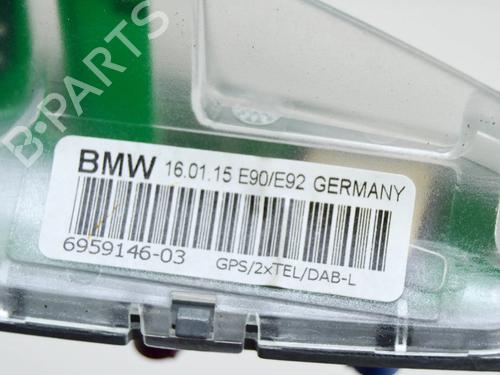 B-PARTS
BMW 16.01.15 E90/E92 GERMANY
6959146-03 GPS/2xTEL/DAB-L